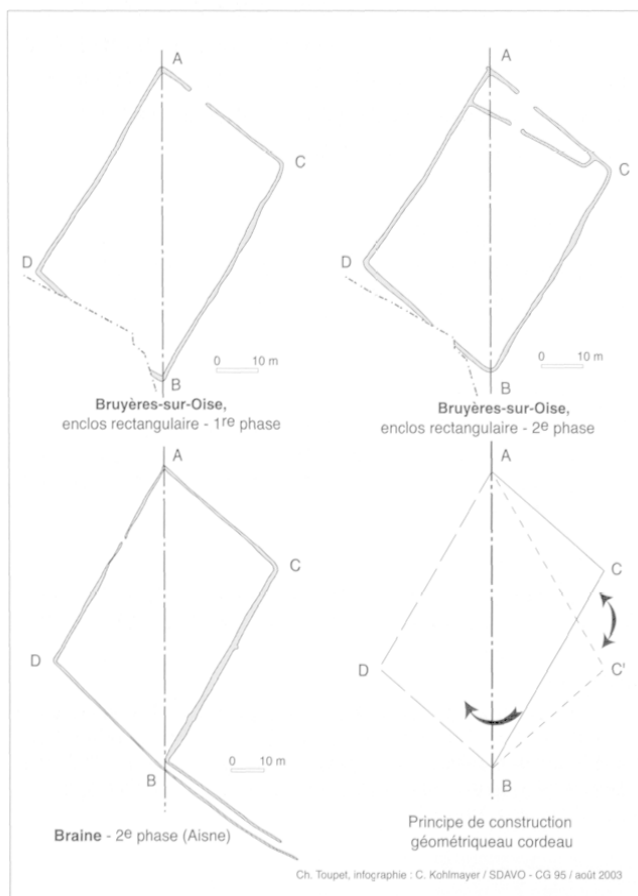 A
C
D
B
0 10 m
Bruyères-sur-Oise,
enclos rectangulaire - 1re phase
A
C
D
B
0 10 m
Bruyères-sur-Oise,
enclos rectangulaire - 2e phase
A
C
D
B
0 10 m
Braine - 2e phase (Aisne)
A
C
D
C'
B
Principe de construction
géométriqueau cordeau
Ch. Toupet, infographie : C. Kohlmayer / SDAVO - CG 95 / août 2003